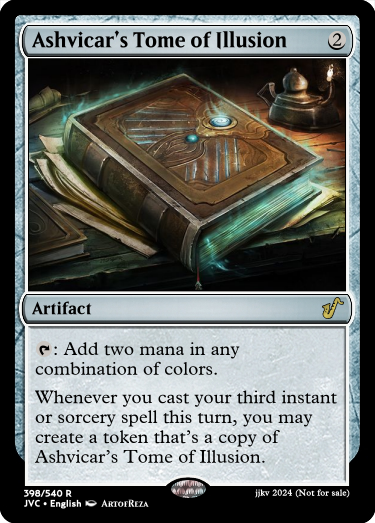 Ashvicar's Tome of Illusion 2
Artifact
: Add two mana in any
combination of colors.
Whenever you cast your third instant
or sorcery spell this turn, you may
create a token that's a copy of
Ashvicar's Tome of Illusion.
398/540 R
JVC • English ArtofReza
jjkv 2024 (Not for sale)